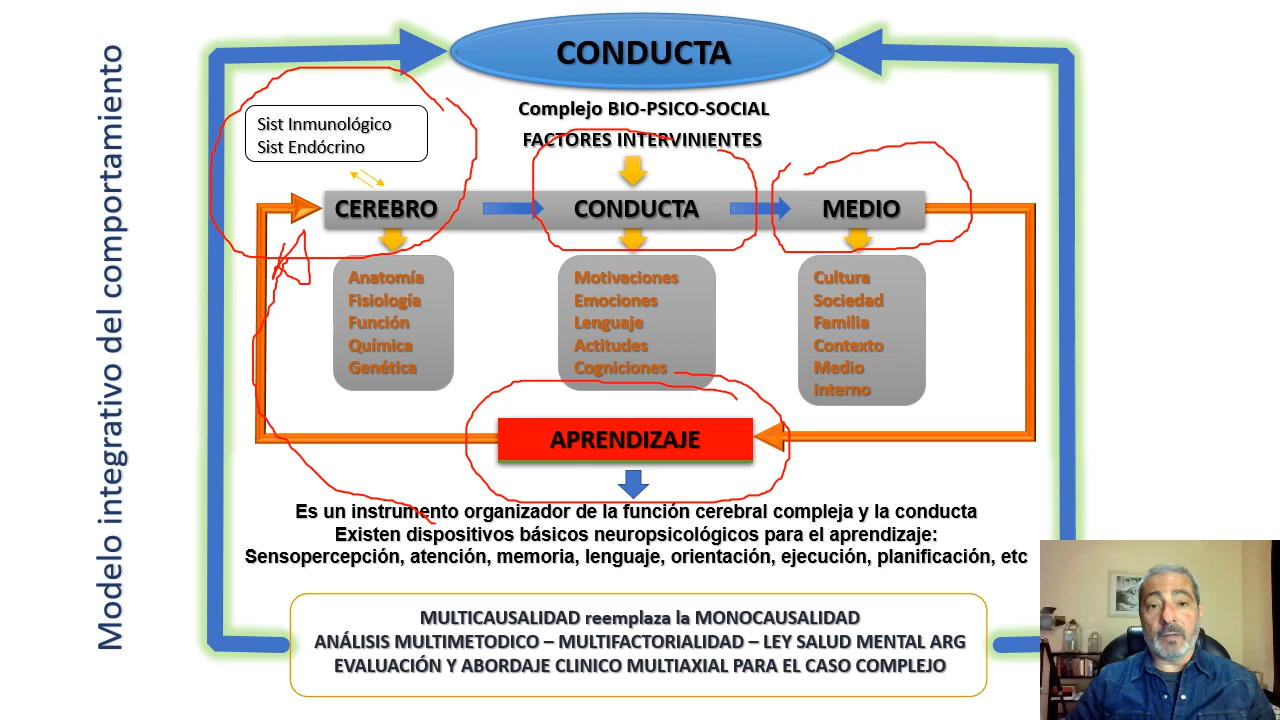 Modelo integrativo del comportamiento
CONDUCTA
Complejo BIO-PSICO-SOCIAL
FACTORES INTERVINIENTES
Sist Inmunológico
Sist Endócrino
CEREBRO
CONDUCTA
MEDIO
Anatomía
Fisiología
Función
Química
Genética
Motivaciones
Emociones
Lenguaje
Actitudes
Cogniciones
Cultura
Sociedad
Familia
Contexto
Medio
interno
APRENDIZAJE
Es un instrumento organizador de la función cerebral compleja y la conducta
Existen dispositivos básicos neuropsicológicos para el aprendizaje:
Sensopercepción, atención, memoria, lenguaje, orientación, ejecución, planificación, etc
MULTICAUSALIDAD reemplaza la MONOCAUSALIDAD
ANÁLISIS MULTIMETODICO – MULTIFACTORIALIDAD – LEY SALUD MENTAL ARG
EVALUACIÓN Y ABORDAJE CLINICO MULTIAXIAL PARA EL CASO COMPLEJO